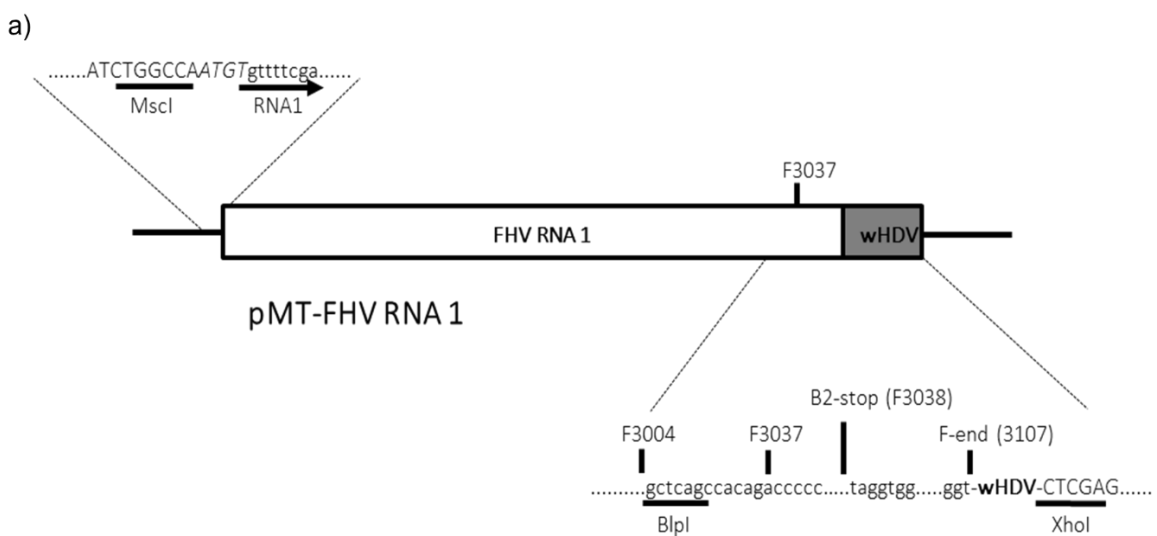 a)
.......ATCTGGCCAATGTgttttcga......
MscI RNA1
F3037
FHV RNA 1 wHDV
pMT-FHV RNA 1
B2-stop (F3038)
F3004 F3037 F-end (3107)
..........gctcagccacagaccccc.....taggtgg.....ggt-wHDV-CTCGAG......
BlpI XhoI